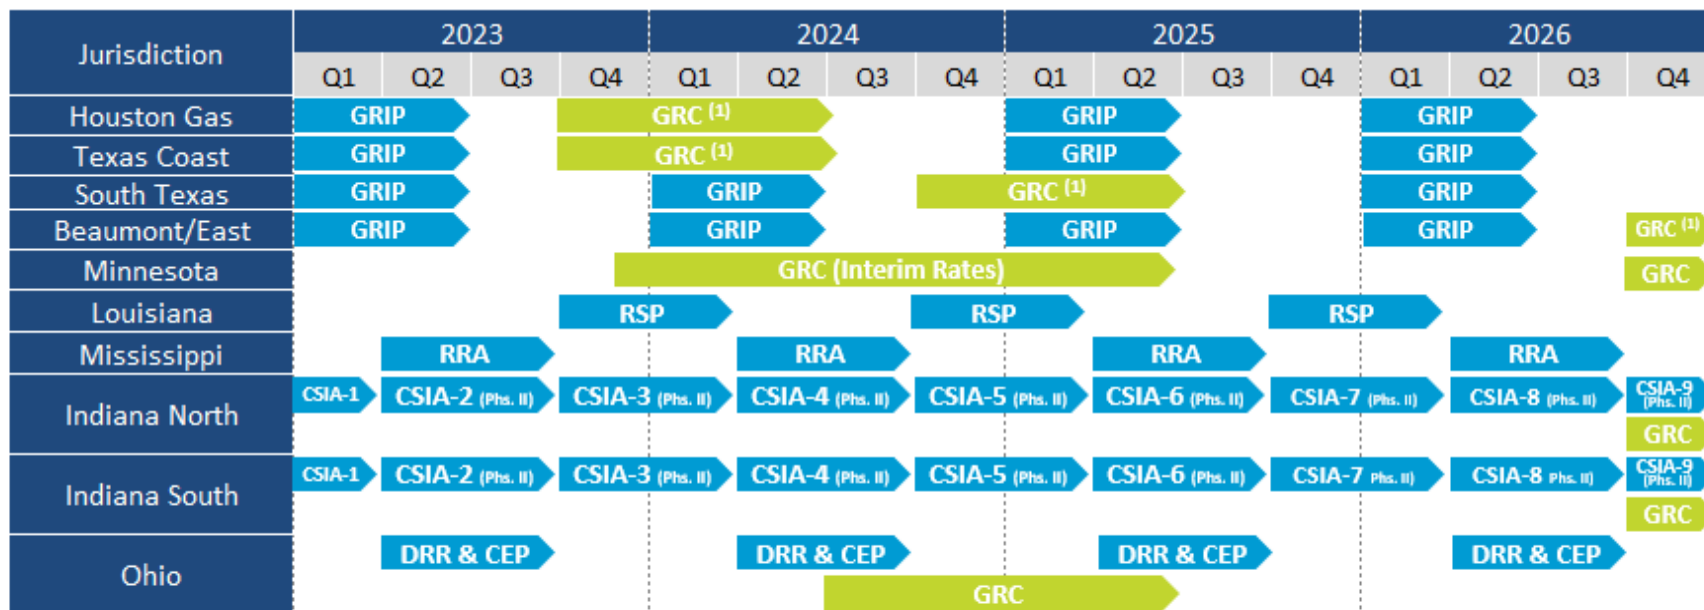 Jurisdiction 2023 2024 2025 2026
Q1 Q2 Q3 Q4 Q1 Q2 Q3 Q4 Q1 Q2 Q3 Q4 Q1 Q2 Q3 Q4
Houston Gas GRIP GRC (1) GRIP GRIP
Texas Coast GRIP GRC (1) GRIP GRIP
South Texas GRIP GRIP GRC (1) GRIP
Beaumont/East GRIP GRIP GRIP GRIP GRC (1)
Minnesota GRC (Interim Rates) GRC
Louisiana RSP RSP RSP
Mississippi RRA RRA RRA RRA
Indiana North CSIA-1 CSIA-2 (Phs. II) CSIA-3 (Phs. II) CSIA-4 (Phs. II) CSIA-5 (Phs. II) CSIA-6 (Phs. II) CSIA-7 (Phs. II) CSIA-8 (Phs. II) CSIA-9 (Phs. II)
GRC
Indiana South CSIA-1 CSIA-2 (Phs. II) CSIA-3 (Phs. II) CSIA-4 (Phs. II) CSIA-5 (Phs. II) CSIA-6 (Phs. II) CSIA-7 Phs. II) CSIA-8 Phs. II) CSIA-9 (Phs. II)
GRC
Ohio DRR & CEP DRR & CEP DRR & CEP DRR & CEP
GRC